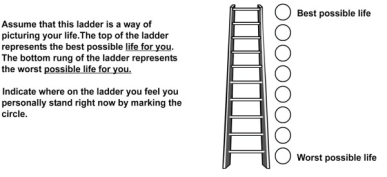 Assume that this ladder is a way of
picturing your life.The top of the ladder
represents the best possible life for you.
The bottom rung of the ladder represents
the worst possible life for you.
Indicate where on the ladder you feel you
personally stand right now by marking the
circle.
Best possible life
Worst possible life